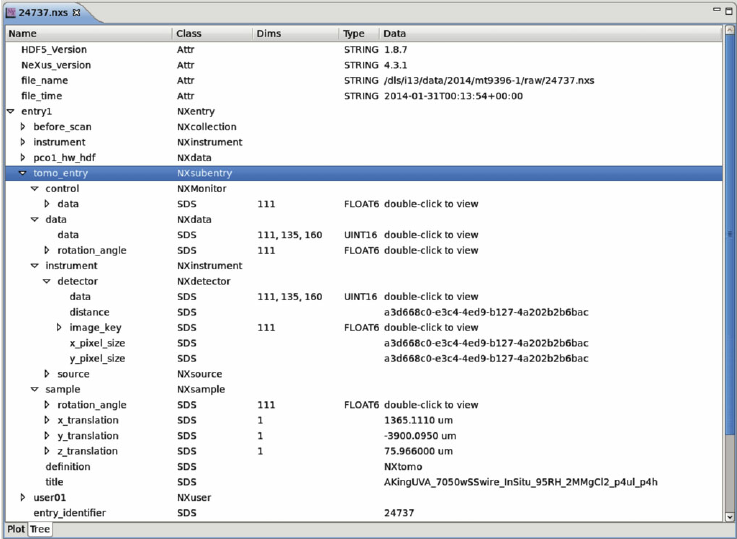 24737.nxs
Name Class Dims Type Data
HDF5_Version Attr STRING 1.8.7
NeXus_version Attr STRING 4.3.1
file_name Attr STRING /dls/i13/data/2014/mt9396-1/raw/24737.nxs
file_time Attr STRING 2014-01-31T00:13:54+00:00
entry1 NXentry
before_scan NXcollection
instrument NXinstrument
pco1_hw_hdf NXdata
tomo_entry NXsubentry
control NXMonitor
data SDS 111 FLOAT6 double-click to view
data NXdata
data SDS 111, 135, 160 UINT16 double-click to view
rotation_angle SDS 111 FLOAT6 double-click to view
instrument NXinstrument
detector NXdetector
data SDS 111, 135, 160 UINT16 double-click to view
distance SDS a3d668c0-e3c4-4ed9-b127-4a202b2b6bac
image_key SDS 111 FLOAT6 double-click to view
x_pixel_size SDS a3d668c0-e3c4-4ed9-b127-4a202b2b6bac
y_pixel_size SDS a3d668c0-e3c4-4ed9-b127-4a202b2b6bac
source NXsource
sample NXsample
rotation_angle SDS 111 FLOAT6 double-click to view
x_translation SDS 1 1365.1110 um
y_translation SDS 1 -3900.0950 um
z_translation SDS 1 75.966000 um
definition SDS NXtomo
title SDS AKingUVA_7050wSSwire_InSitu_95RH_2MMgCl2_p4ul_p4h
user01 NXuser
entry_identifier SDS 24737
Plot Tree